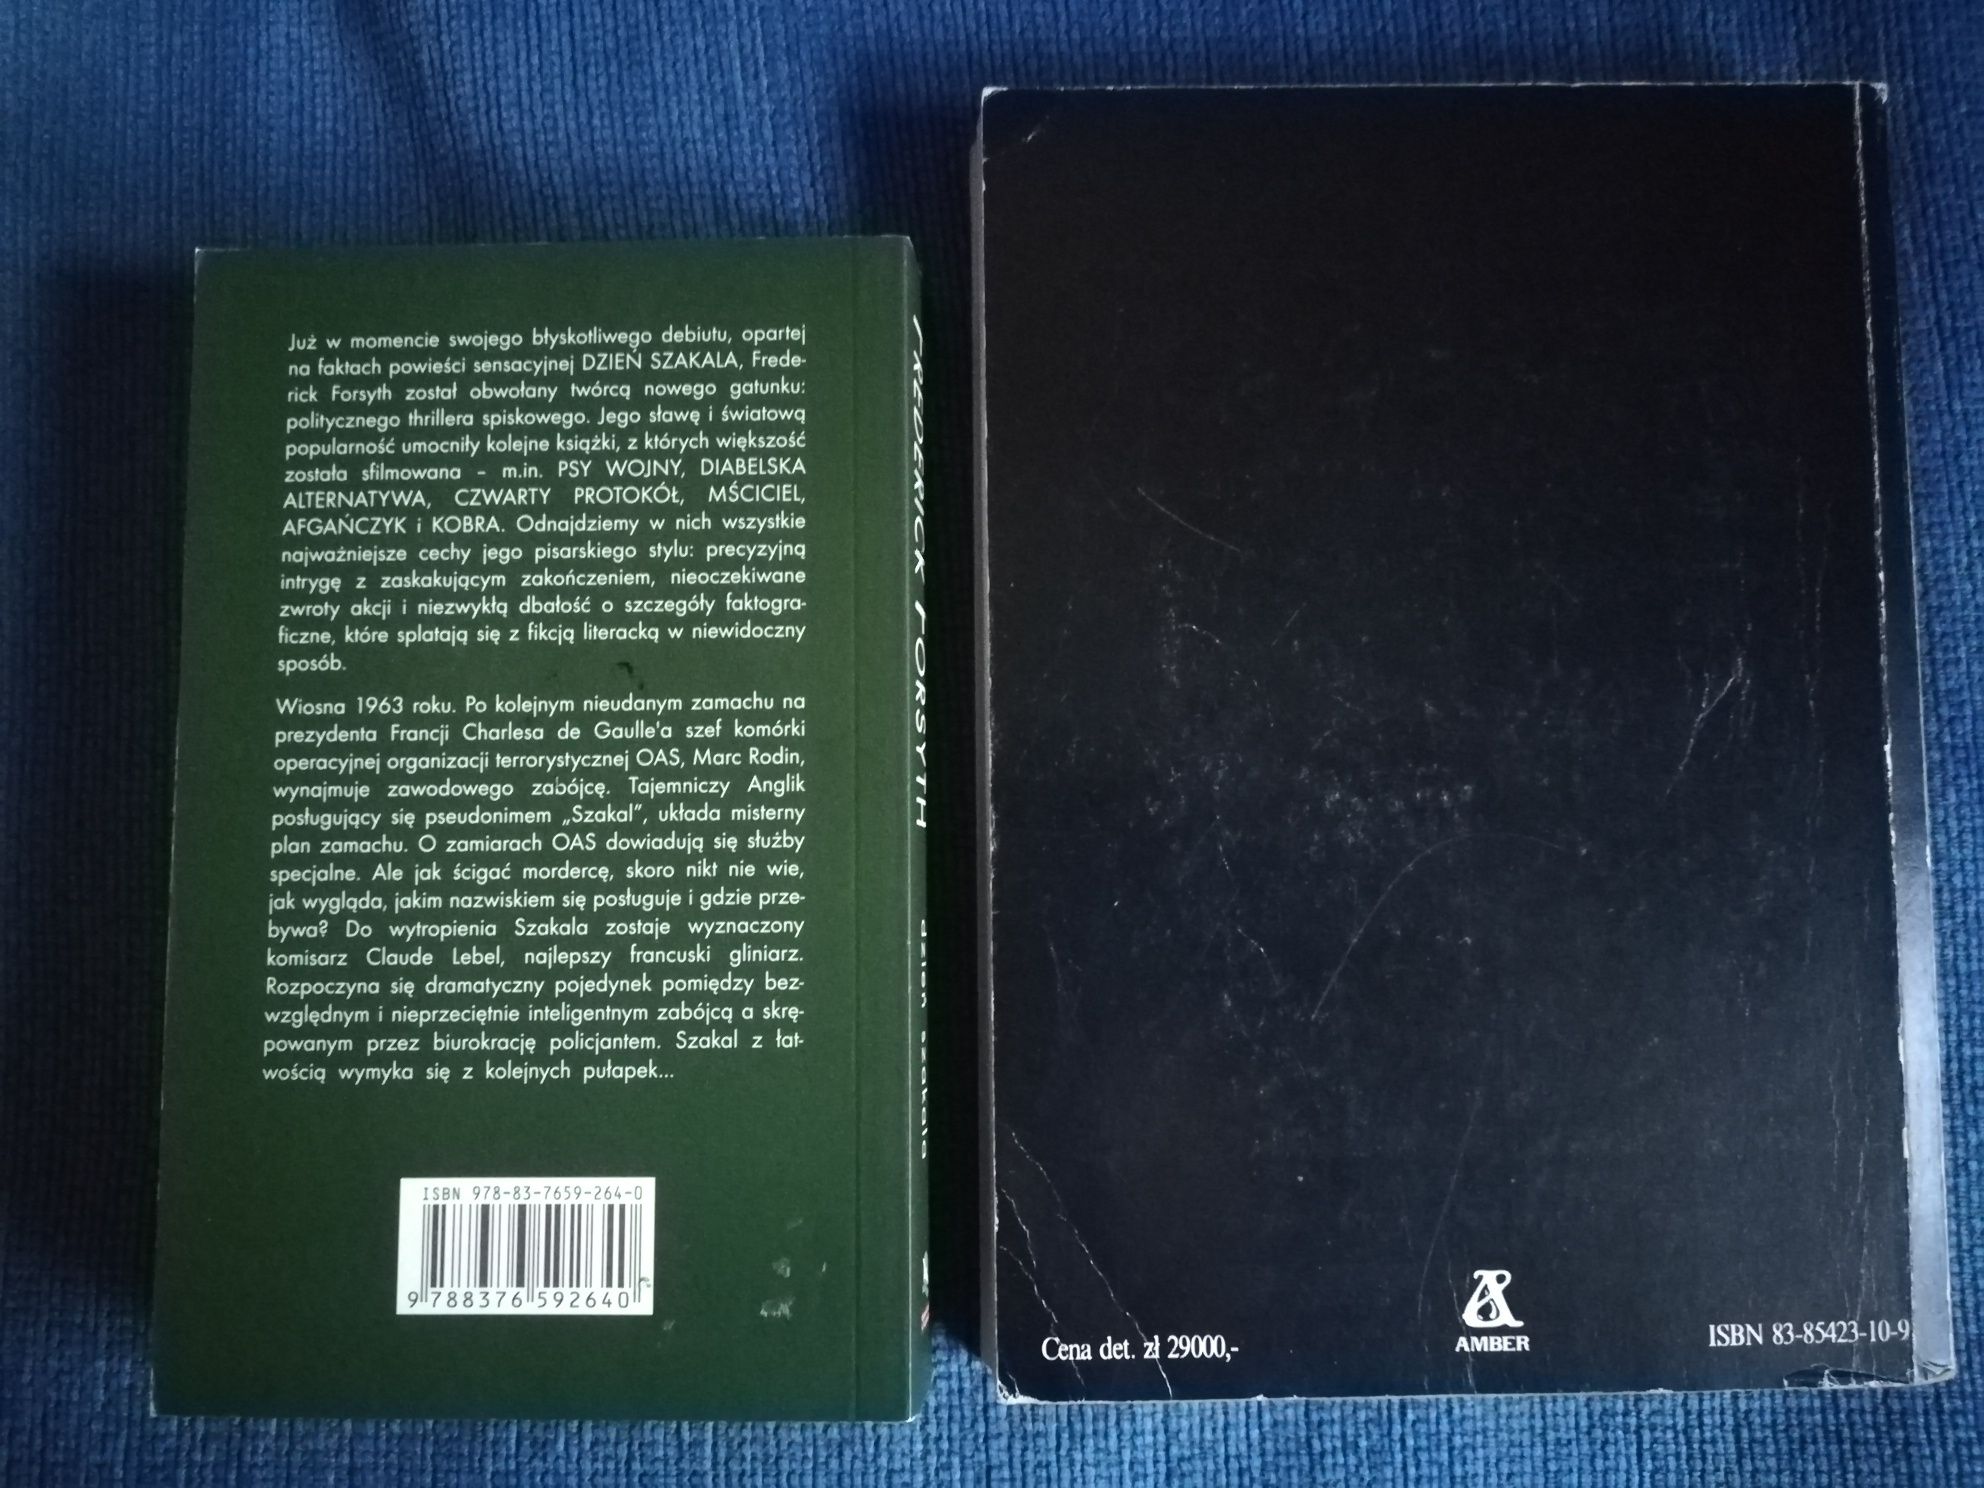 Już w momencie swojego błyskotliwego debiutu, opartej
na faktach powieści sensacyjnej DZIEŃ SZAKALA, Frede-
rick Forsyth został obwołany twórcą nowego gatunku:
politycznego thrillera spiskowego. Jego sławę i światową
popularność umocniły kolejne książki, z których większość
została sfilmowana - m.in. PSY WOJNY, DIABELSKA
ALTERNATYWA, CZWARTY PROTOKÓŁ, MŚCICIEL,
AFGAŃCZYK i KOBRA. Odnajdziemy w nich wszystkie
najważniejsze cechy jego pisarskiego stylu: precyzyjną
intrygę z zaskakującym zakończeniem, nieoczekiwane
zwroty akcji i niezwykłą dbałość o szczegóły faktogra-
ficzne, które splatają się z fikcją literacką w niewidoczny
sposób.
Wiosna 1963 roku. Po kolejnym nieudanym zamachu na
prezydenta Francji Charlesa de Gaulle'a szef komórki
operacyjnej organizacji terrorystycznej OAS, Marc Rodin,
wynajmuje zawodowego zabójcę. Tajemniczy Anglik
posługujący się pseudonimem „Szakal”, układa misterny
plan zamachu. O zamiarach OAS dowiadują się służby
specjalne. Ale jak ścigać mordercę, skoro nikt nie wie,
jak wygląda, jakim nazwiskiem się posługuje i gdzie prze-
bywa? Do wytropienia Szakala zostaje wyznaczony
komisarz Claude Lebel, najlepszy francuski gliniarz.
Rozpoczyna się dramatyczny pojedynek pomiędzy bez-
względnym i nieprzeciętnie inteligentnym zabójcą a skrę-
powanym przez biurokrację policjantem. Szakal z łat-
wością wymyka się z kolejnych pułapek...
ISBN 978-83-7659-264-0
9 788376 592640
FREDERICK FORSYTH dzień szakala
Cena det. zł 29000,-
AMBER
ISBN 83-85423-10-9